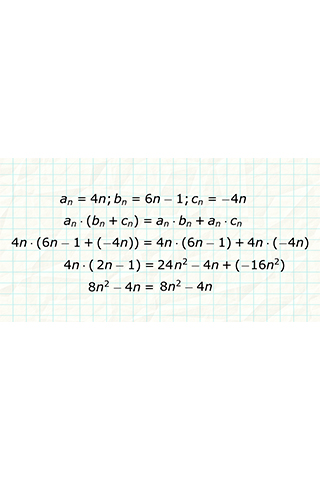 aₙ = 4n; bₙ = 6n − 1; cₙ = −4n
aₙ · (bₙ + cₙ) = aₙ · bₙ + aₙ · cₙ
4n · (6n − 1 + (−4n)) = 4n · (6n − 1) + 4n · (−4n)
4n · ( 2n − 1) = 24n² − 4n + (−16n²)
8n² − 4n = 8n² − 4n